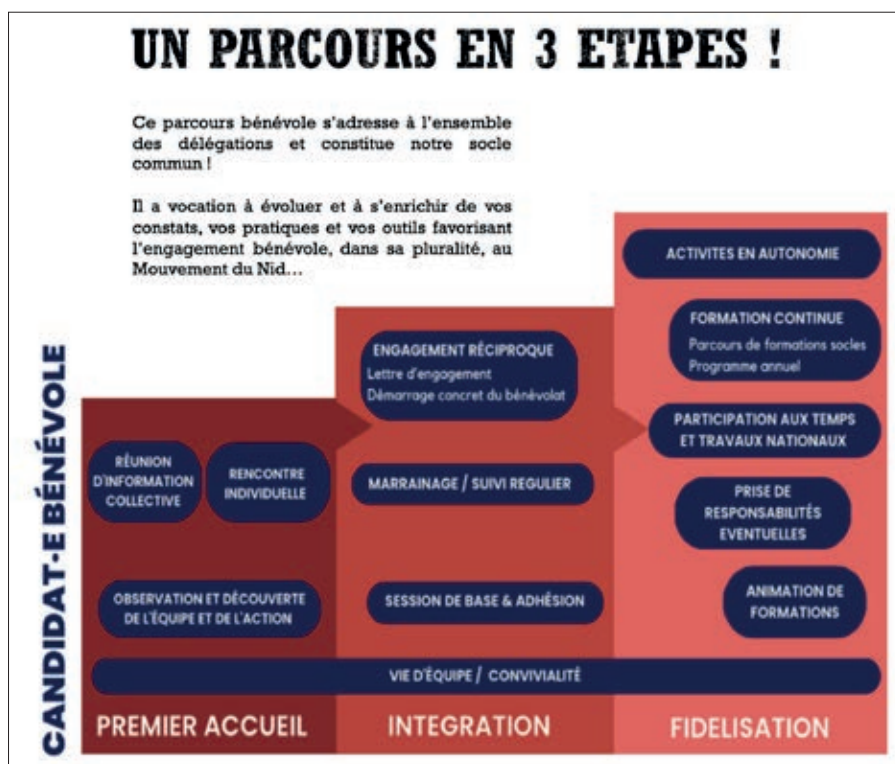 UN PARCOURS EN 3 ETAPES !
Ce parcours bénévole s'adresse à l'ensemble
des délégations et constitue notre socle
commun !
Il a vocation à évoluer et à s'enrichir de vos
constats, vos pratiques et vos outils favorisant
l'engagement bénévole, dans sa pluralité, au
Mouvement du Nid...
CANDIDAT·E BÉNÉVOLE
RÉUNION
D'INFORMATION
COLLECTIVE
RENCONTRE
INDIVIDUELLE
OBSERVATION ET DÉCOUVERTE
DE L'ÉQUIPE ET DE L'ACTION
ENGAGEMENT RÉCIPROQUE
Lettre d'engagement
Démarrage concret du bénévolat
MARRAINAGE / SUIVI REGULIER
SESSION DE BASE & ADHÉSION
ACTIVITES EN AUTONOMIE
FORMATION CONTINUE
Parcours de formations socles
Programme annuel
PARTICIPATION AUX TEMPS
ET TRAVAUX NATIONAUX
PRISE DE
RESPONSABILITÉS
EVENTUELLES
ANIMATION DE
FORMATIONS
VIE D'ÉQUIPE / CONVIVIALITÉ
PREMIER ACCUEIL
INTEGRATION
FIDELISATION